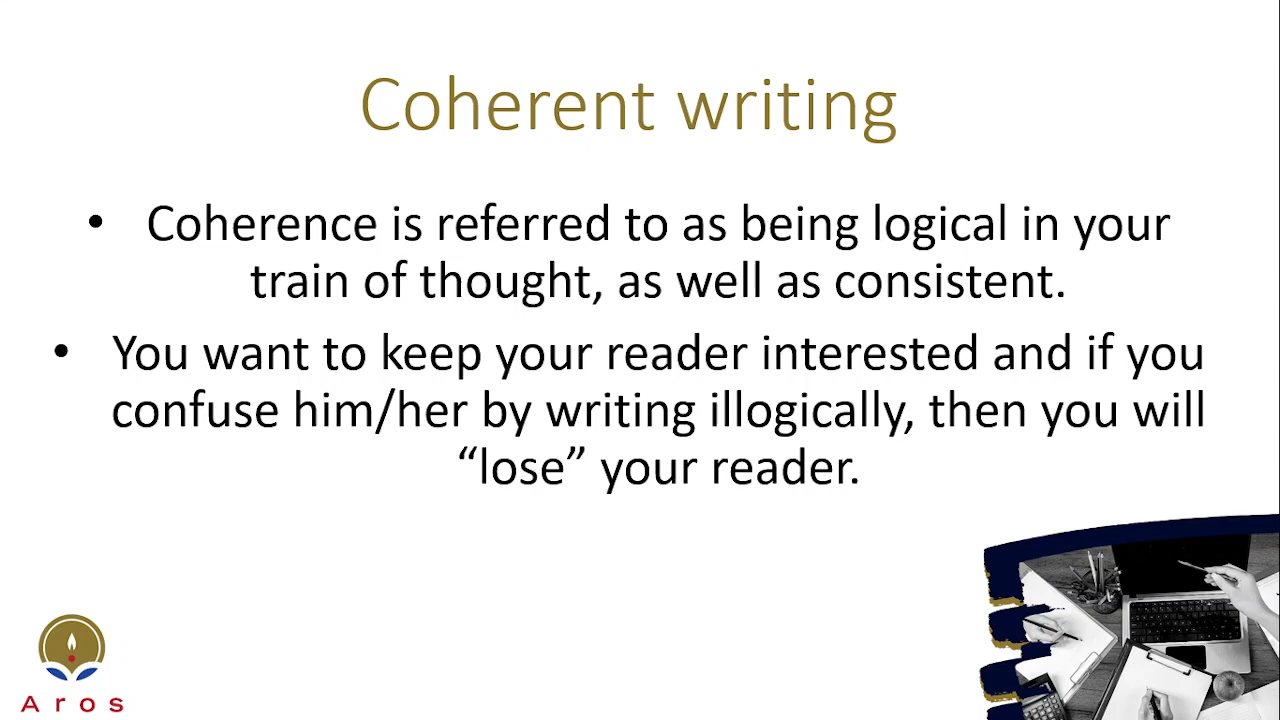 Coherent writing
• Coherence is referred to as being logical in your
train of thought, as well as consistent.
• You want to keep your reader interested and if you
confuse him/her by writing illogically, then you will
“lose” your reader.
Aros